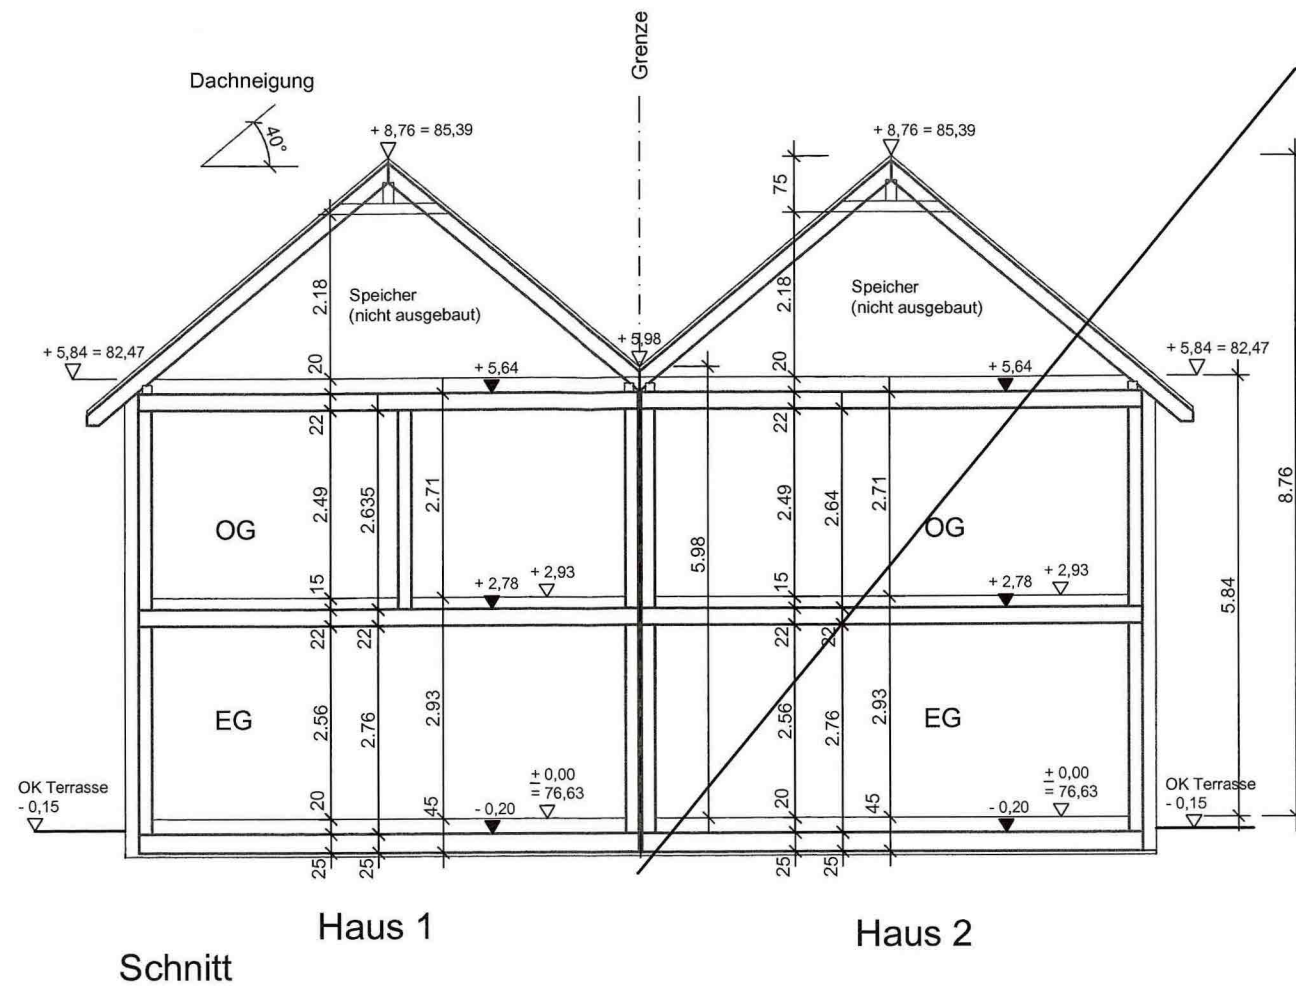 Grenze
Dachneigung
40°
+ 8,76 = 85,39
+ 8,76 = 85,39
75
2.18
Speicher
(nicht ausgebaut)
2.18
Speicher
(nicht ausgebaut)
+ 5,98
+ 5,84 = 82,47
+ 5,84 = 82,47
20
+ 5,64
20
+ 5,64
22
22
2.49
2.635
2.71
2.49
2.64
2.71
8.76
OG
OG
5.98
5.84
15
+ 2,78
+ 2,93
15
+ 2,78
+ 2,93
22
22
22
22
EG
2.56
2.76
2.93
2.56
2.76
2.93
EG
OK Terrasse
- 0,15
20
45
- 0,20
± 0,00
= 76,63
20
45
- 0,20
± 0,00
= 76,63
OK Terrasse
- 0,15
25
25
25
25
Haus 1
Haus 2
Schnitt